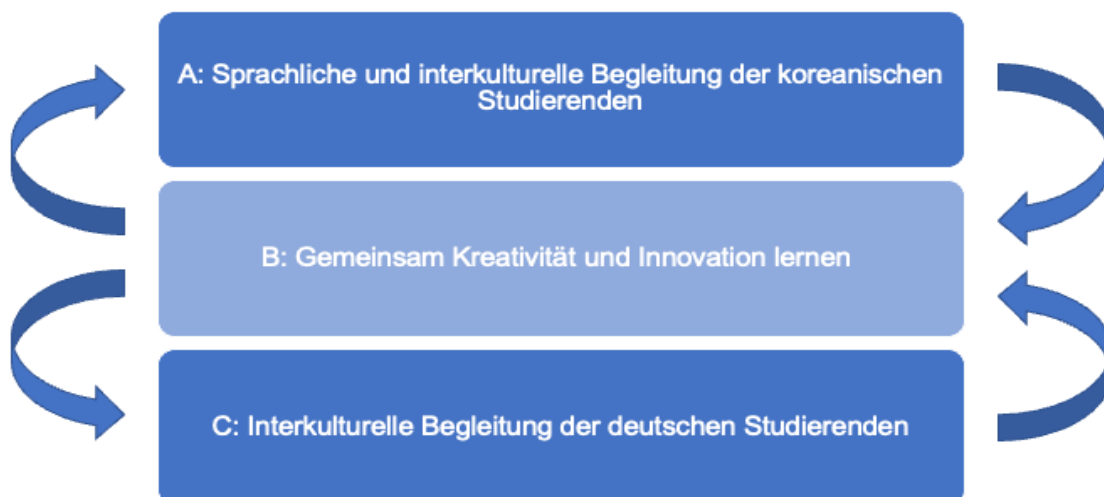 A: Sprachliche und interkulturelle Begleitung der koreanischen
Studierenden
B: Gemeinsam Kreativität und Innovation lernen
C: Interkulturelle Begleitung der deutschen Studierenden